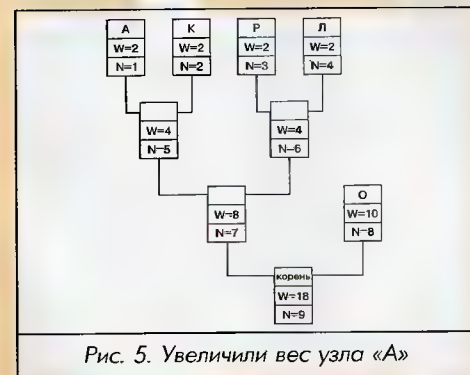 А К Р Л
W=2 W=2 W=2 W=2
N=1 N=2 N=3 N=4
W=4 W=4
N=5 N=6
О
W=8 W=10
N=7 N=8
корень
W=18
N=9
Рис. 5. Увеличили вес узла «А»